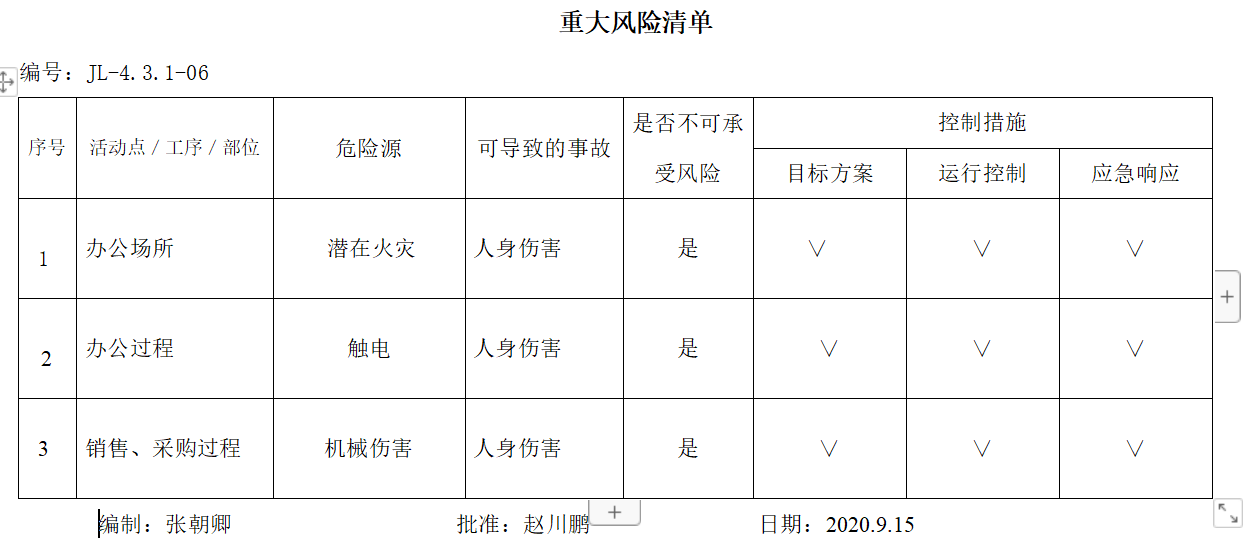 重大风险清单
编号：JL-4.3.1-06
序号 活动点／工序／部位 危险源 可导致的事故 是否不可承受风险 控制措施
目标方案 运行控制 应急响应
1 办公场所 潜在火灾 人身伤害 是 ∨ ∨ ∨
2 办公过程 触电 人身伤害 是 ∨ ∨ ∨
3 销售、采购过程 机械伤害 人身伤害 是 ∨ ∨ ∨
编制：张朝卿 批准：赵川鹏 日期：2020.9.15